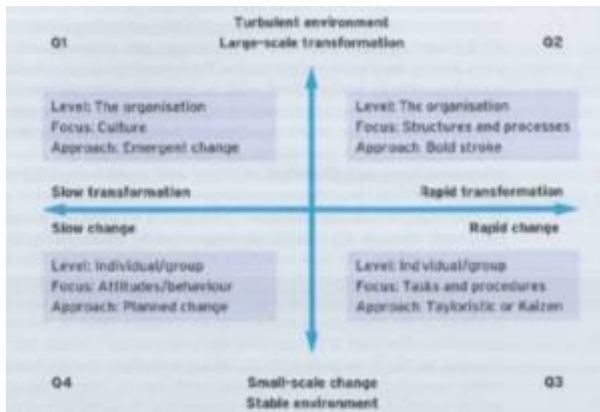 Turbulent environment
Q1
Large-scale transformation
Q2
Level: The organisation
Focus: Culture
Approach: Emergent change
Level: The organisation
Focus: Structures and processes
Approach: Bold stroke
Slow transformation
Rapid transformation
Slow change
Rapid change
Level: Individual/group
Focus: Attitudes/behaviour
Approach: Planned change
Level: Individual/group
Focus: Tasks and procedures
Approach: Tayloristic or Kaizen
Q4
Small-scale change
Q3
Stable environment